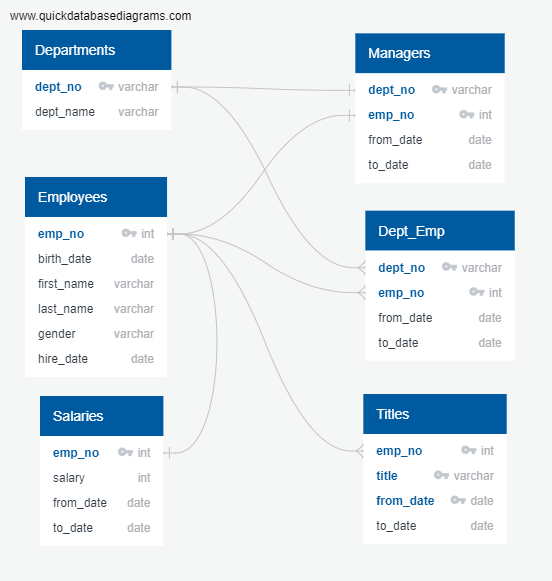 www.quickdatabasediagrams.com
Departments
dept_no varchar
dept_name varchar
Managers
dept_no varchar
emp_no int
from_date date
to_date date
Employees
emp_no int
birth_date date
first_name varchar
last_name varchar
gender varchar
hire_date date
Dept_Emp
dept_no varchar
emp_no int
from_date date
to_date date
Salaries
emp_no int
salary int
from_date date
to_date date
Titles
emp_no int
title varchar
from_date date
to_date date